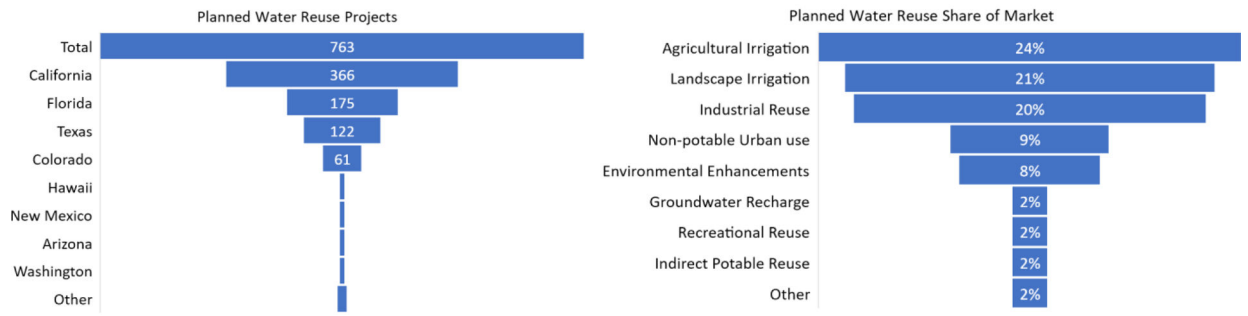 Planned Water Reuse Projects
Total 763
California 366
Florida 175
Texas 122
Colorado 61
Hawaii
New Mexico
Arizona
Washington
Other
Planned Water Reuse Share of Market
Agricultural Irrigation 24%
Landscape Irrigation 21%
Industrial Reuse 20%
Non-potable Urban use 9%
Environmental Enhancements 8%
Groundwater Recharge 2%
Recreational Reuse 2%
Indirect Potable Reuse 2%
Other 2%